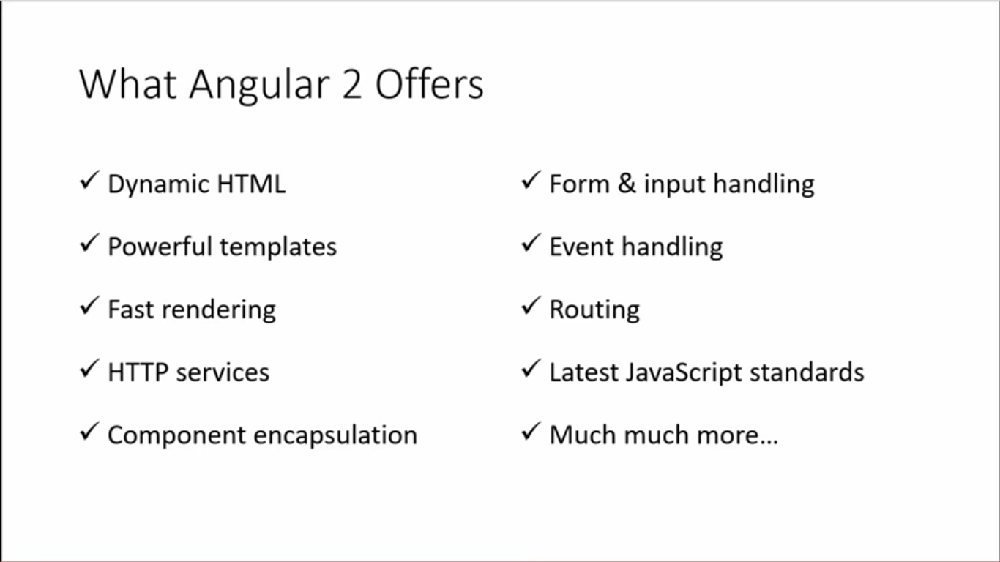 What Angular 2 Offers
✓ Dynamic HTML
✓ Powerful templates
✓ Fast rendering
✓ HTTP services
✓ Component encapsulation
✓ Form & input handling
✓ Event handling
✓ Routing
✓ Latest JavaScript standards
✓ Much much more...